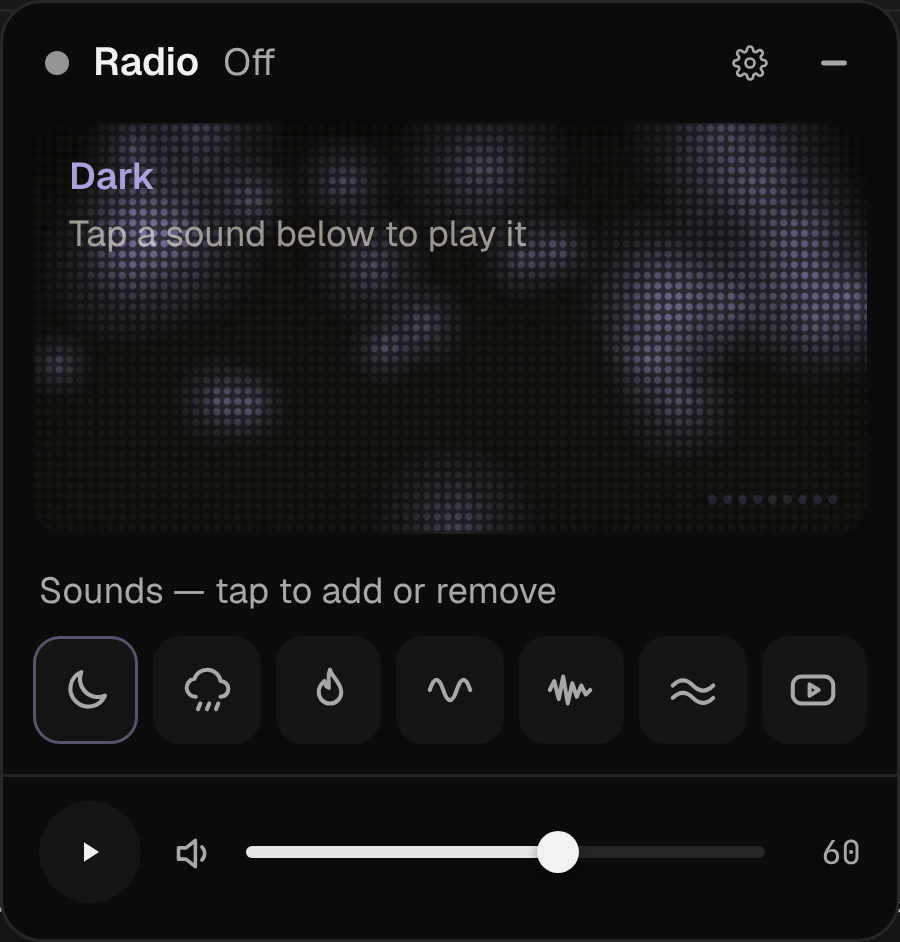 Radio Off
Dark
Tap a sound below to play it
Sounds — tap to add or remove
60